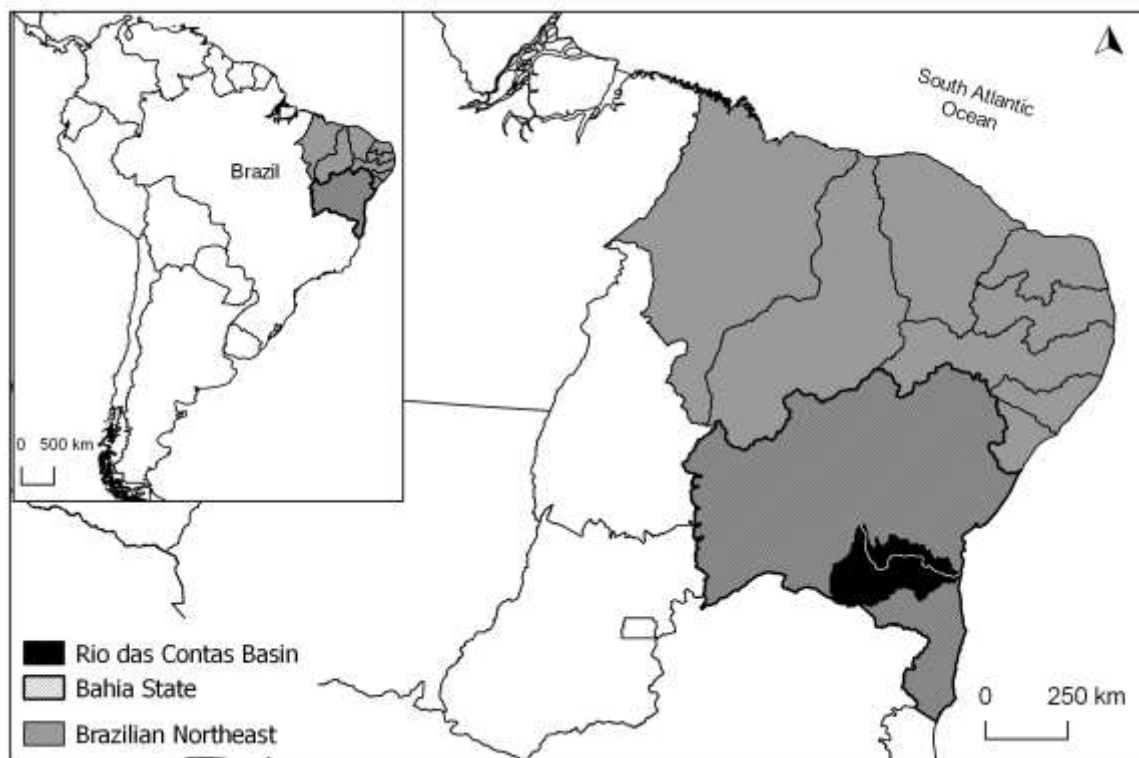 South Atlantic
Ocean
Brazil
0 500 km
Rio das Contas Basin
Bahia State
Brazilian Northeast
0 250 km